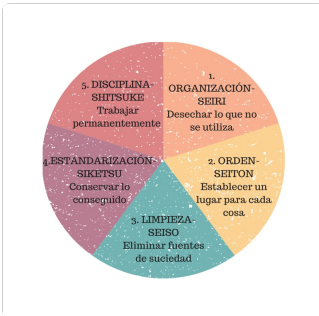 1.
ORGANIZACIÓN-
SEIRI
Desechar lo que no
se utiliza
2. ORDEN-
SEITON
Establecer un
lugar para cada
cosa
3. LIMPIEZA-
SEISO
Eliminar fuentes
de suciedad
4.ESTANDARIZACIÓN-
SIKETSU
Conservar lo
conseguido
5. DISCIPLINA-
SHITSUKE
Trabajar
permanentemente